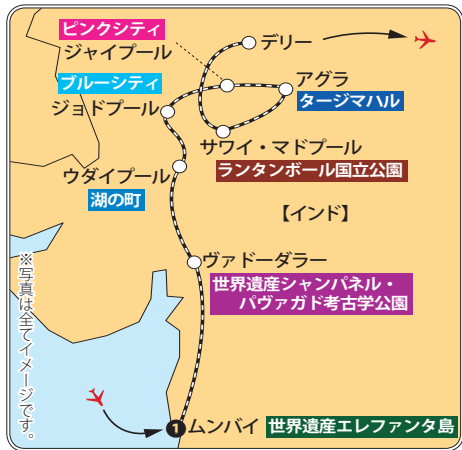 ピンクシティ
ジャイプール
デリー
ブルーシティ
ジョドプール
アグラ
タージマハル
サワイ・マドプール
ランタンボール国立公園
ウダイプール
湖の町
【インド】
ヴァドーダラー
世界遺産シャンパネル・
パヴァガド考古学公園
※写真は全てイメージです。
❶ムンバイ 世界遺産エレファンタ島